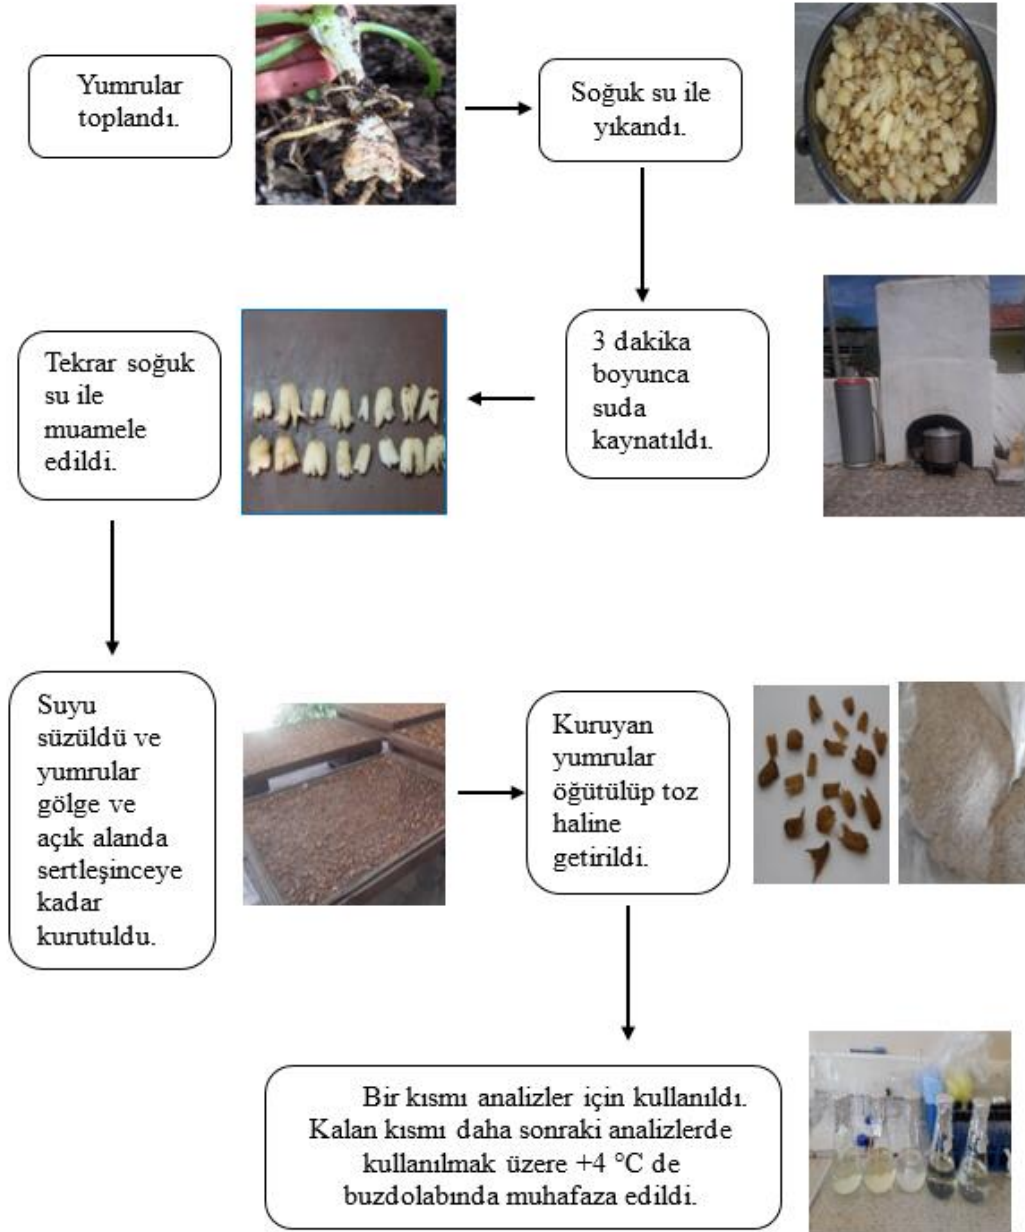 Yumrular
toplandı.
Soğuk su ile
yıkandı.
3 dakika
boyunca
suda
kaynatıldı.
Tekrar soğuk
su ile
muamele
edildi.
Suyu
süzüldü ve
yumrular
gölge ve
açık alanda
sertleşinceye
kadar
kurutuldu.
Kuruyan
yumrular
öğütülüp toz
haline
getirildi.
Bir kısmı analizler için kullanıldı.
Kalan kısmı daha sonraki analizlerde
kullanılmak üzere +4 °C de
buzdolabında muhafaza edildi.